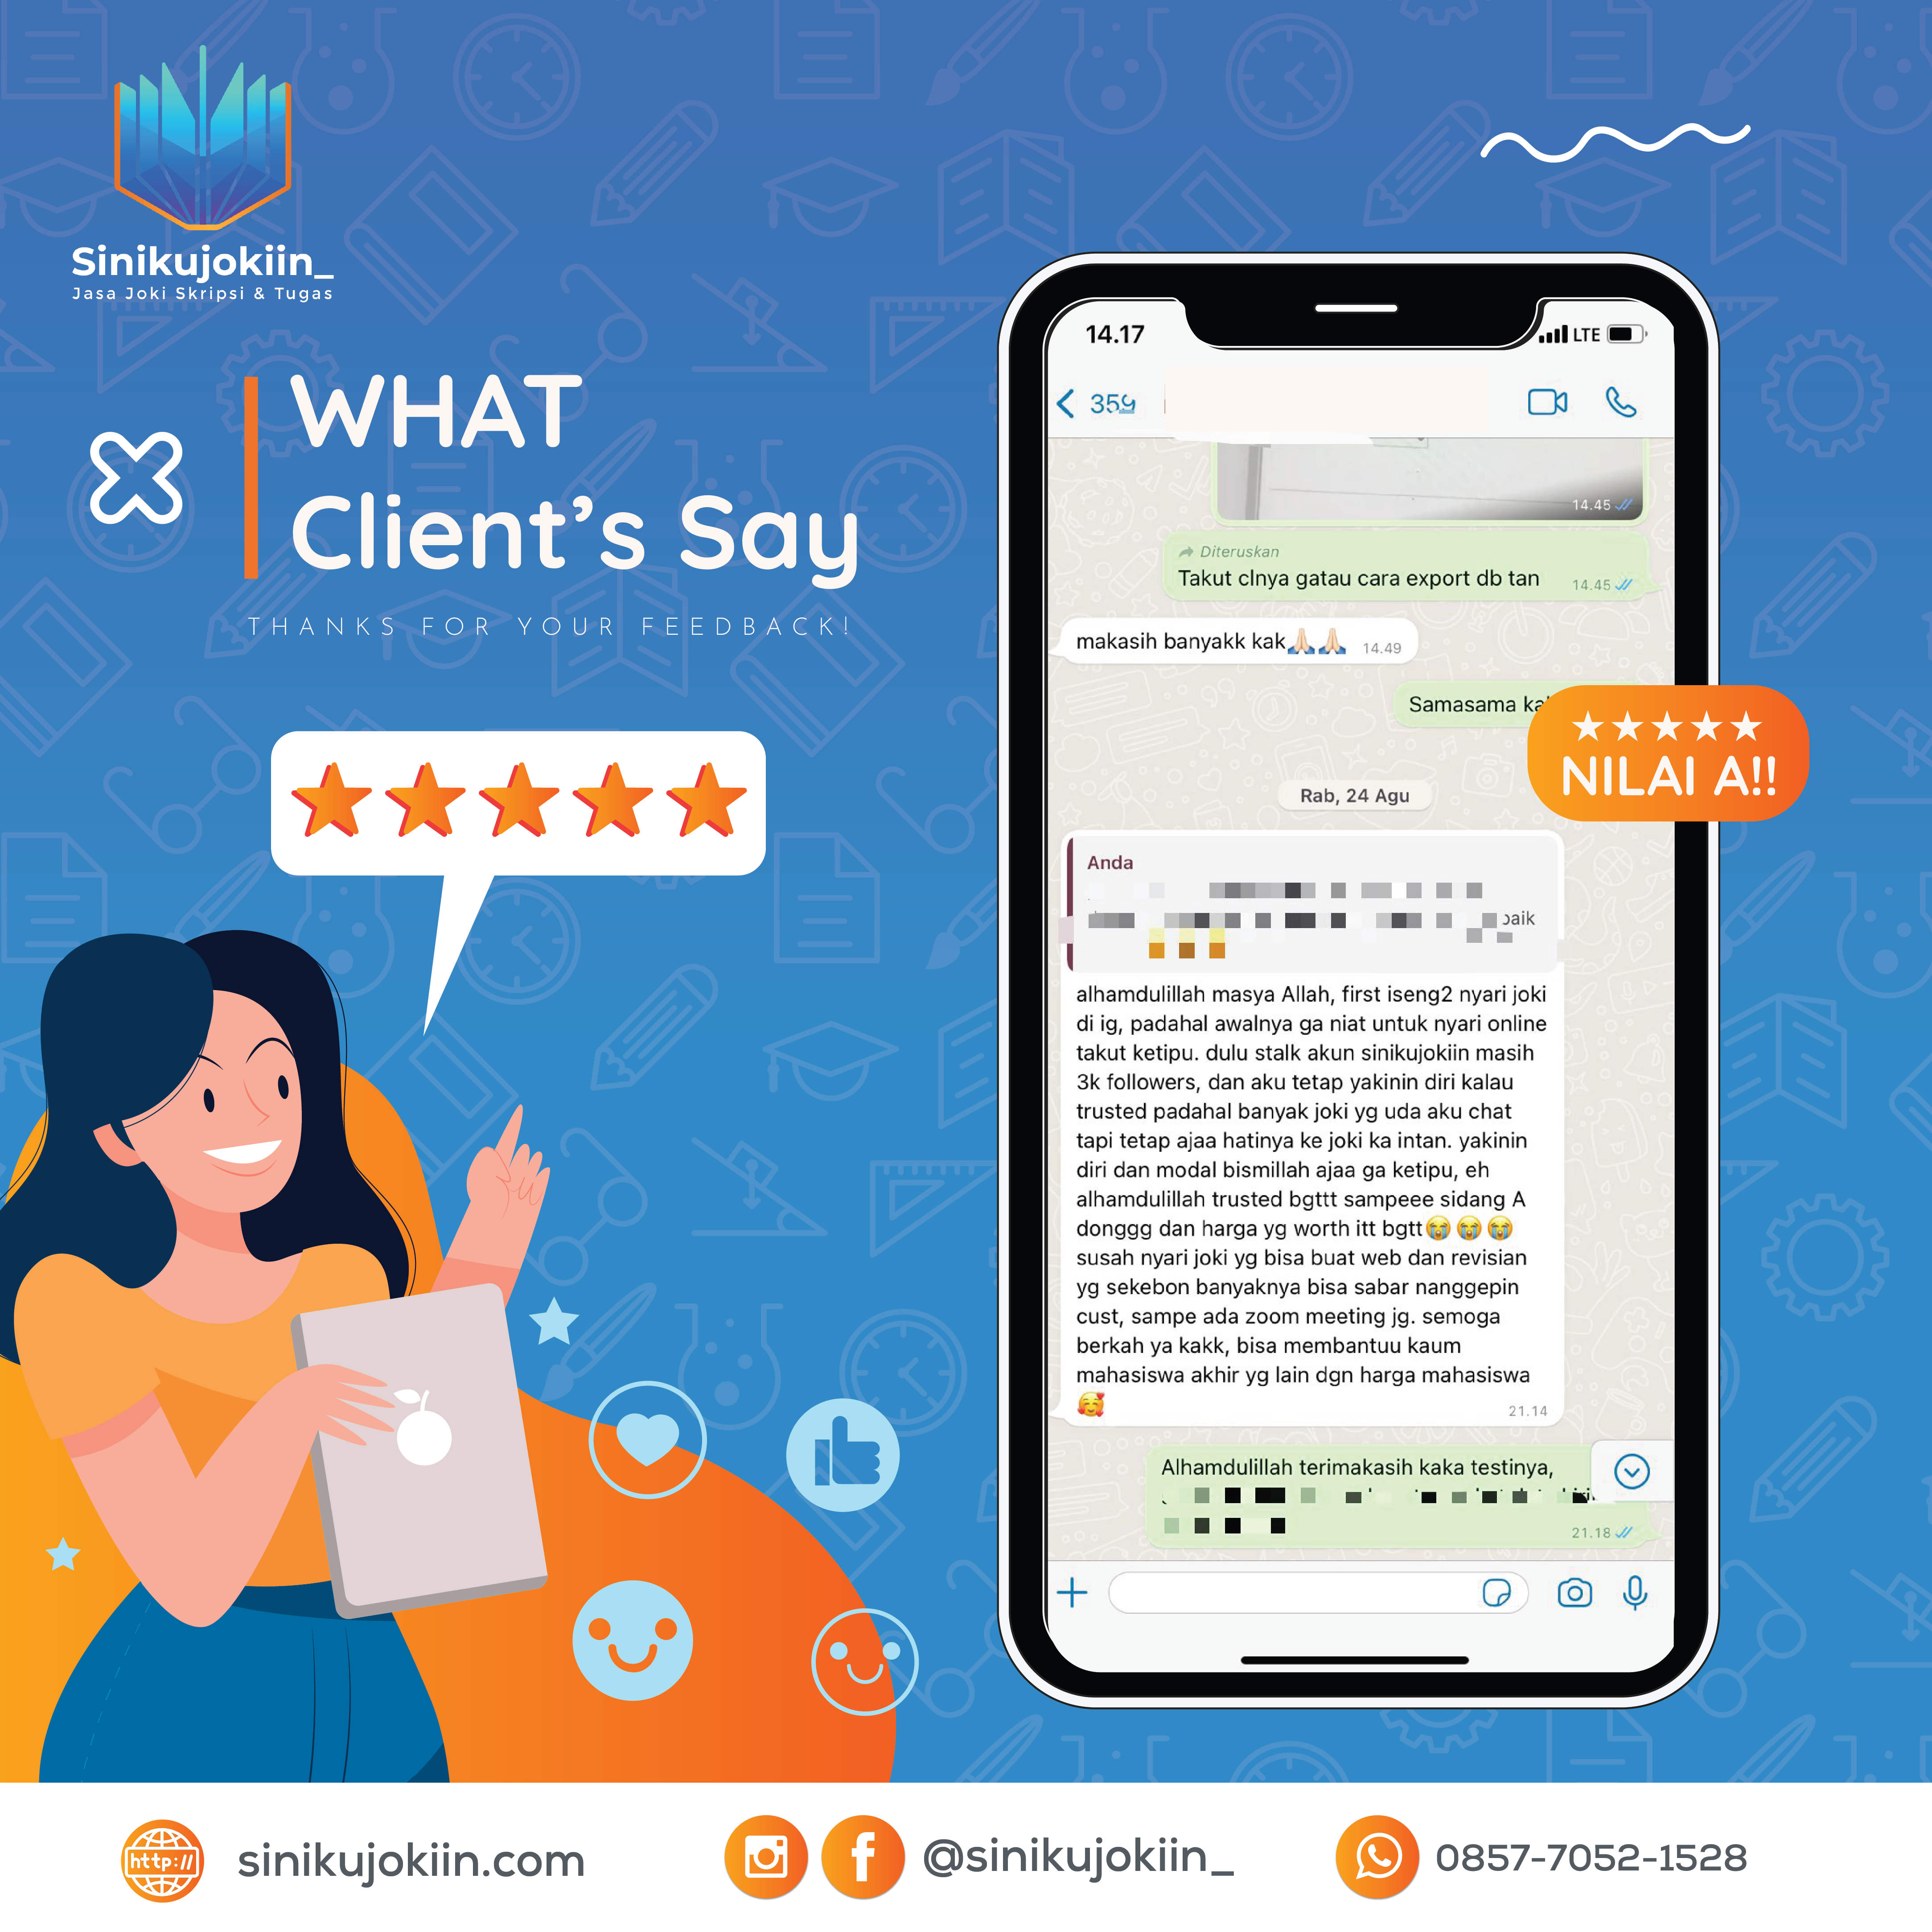 Sinikujokiin_
Jasa Joki Skripsi & Tugas
WHAT
Client's Say
THANKS FOR YOUR FEEDBACK!
14.17
LTE
359
14.45
Diteruskan
Takut clnya gatau cara export db tan 14.45
makasih banyakk kak🙏🏻🙏🏻 14.49
Samasama ka
★★★★★
NILAI A!!
Rab, 24 Agu
Anda
baik
alhamdulillah masya Allah, first iseng2 nyari joki
di ig, padahal awalnya ga niat untuk nyari online
takut ketipu. dulu stalk akun sinikujokiin masih
3k followers, dan aku tetap yakinin diri kalau
trusted padahal banyak joki yg uda aku chat
tapi tetap ajaa hatinya ke joki ka intan. yakinin
diri dan modal bismillah ajaa ga ketipu, eh
alhamdulillah trusted bgttt sampeee sidang A
donggg dan harga yg worth itt bgtt😭😭😭
susah nyari joki yg bisa buat web dan revisian
yg sekebon banyaknya bisa sabar nanggepin
cust, sampe ada zoom meeting jg. semoga
berkah ya kakk, bisa membantuu kaum
mahasiswa akhir yg lain dgn harga mahasiswa
🥰 21.14
Alhamdulillah terimakasih kaka testinya,
21.18
http://
sinikujokiin.com
@sinikujokiin_
0857-7052-1528